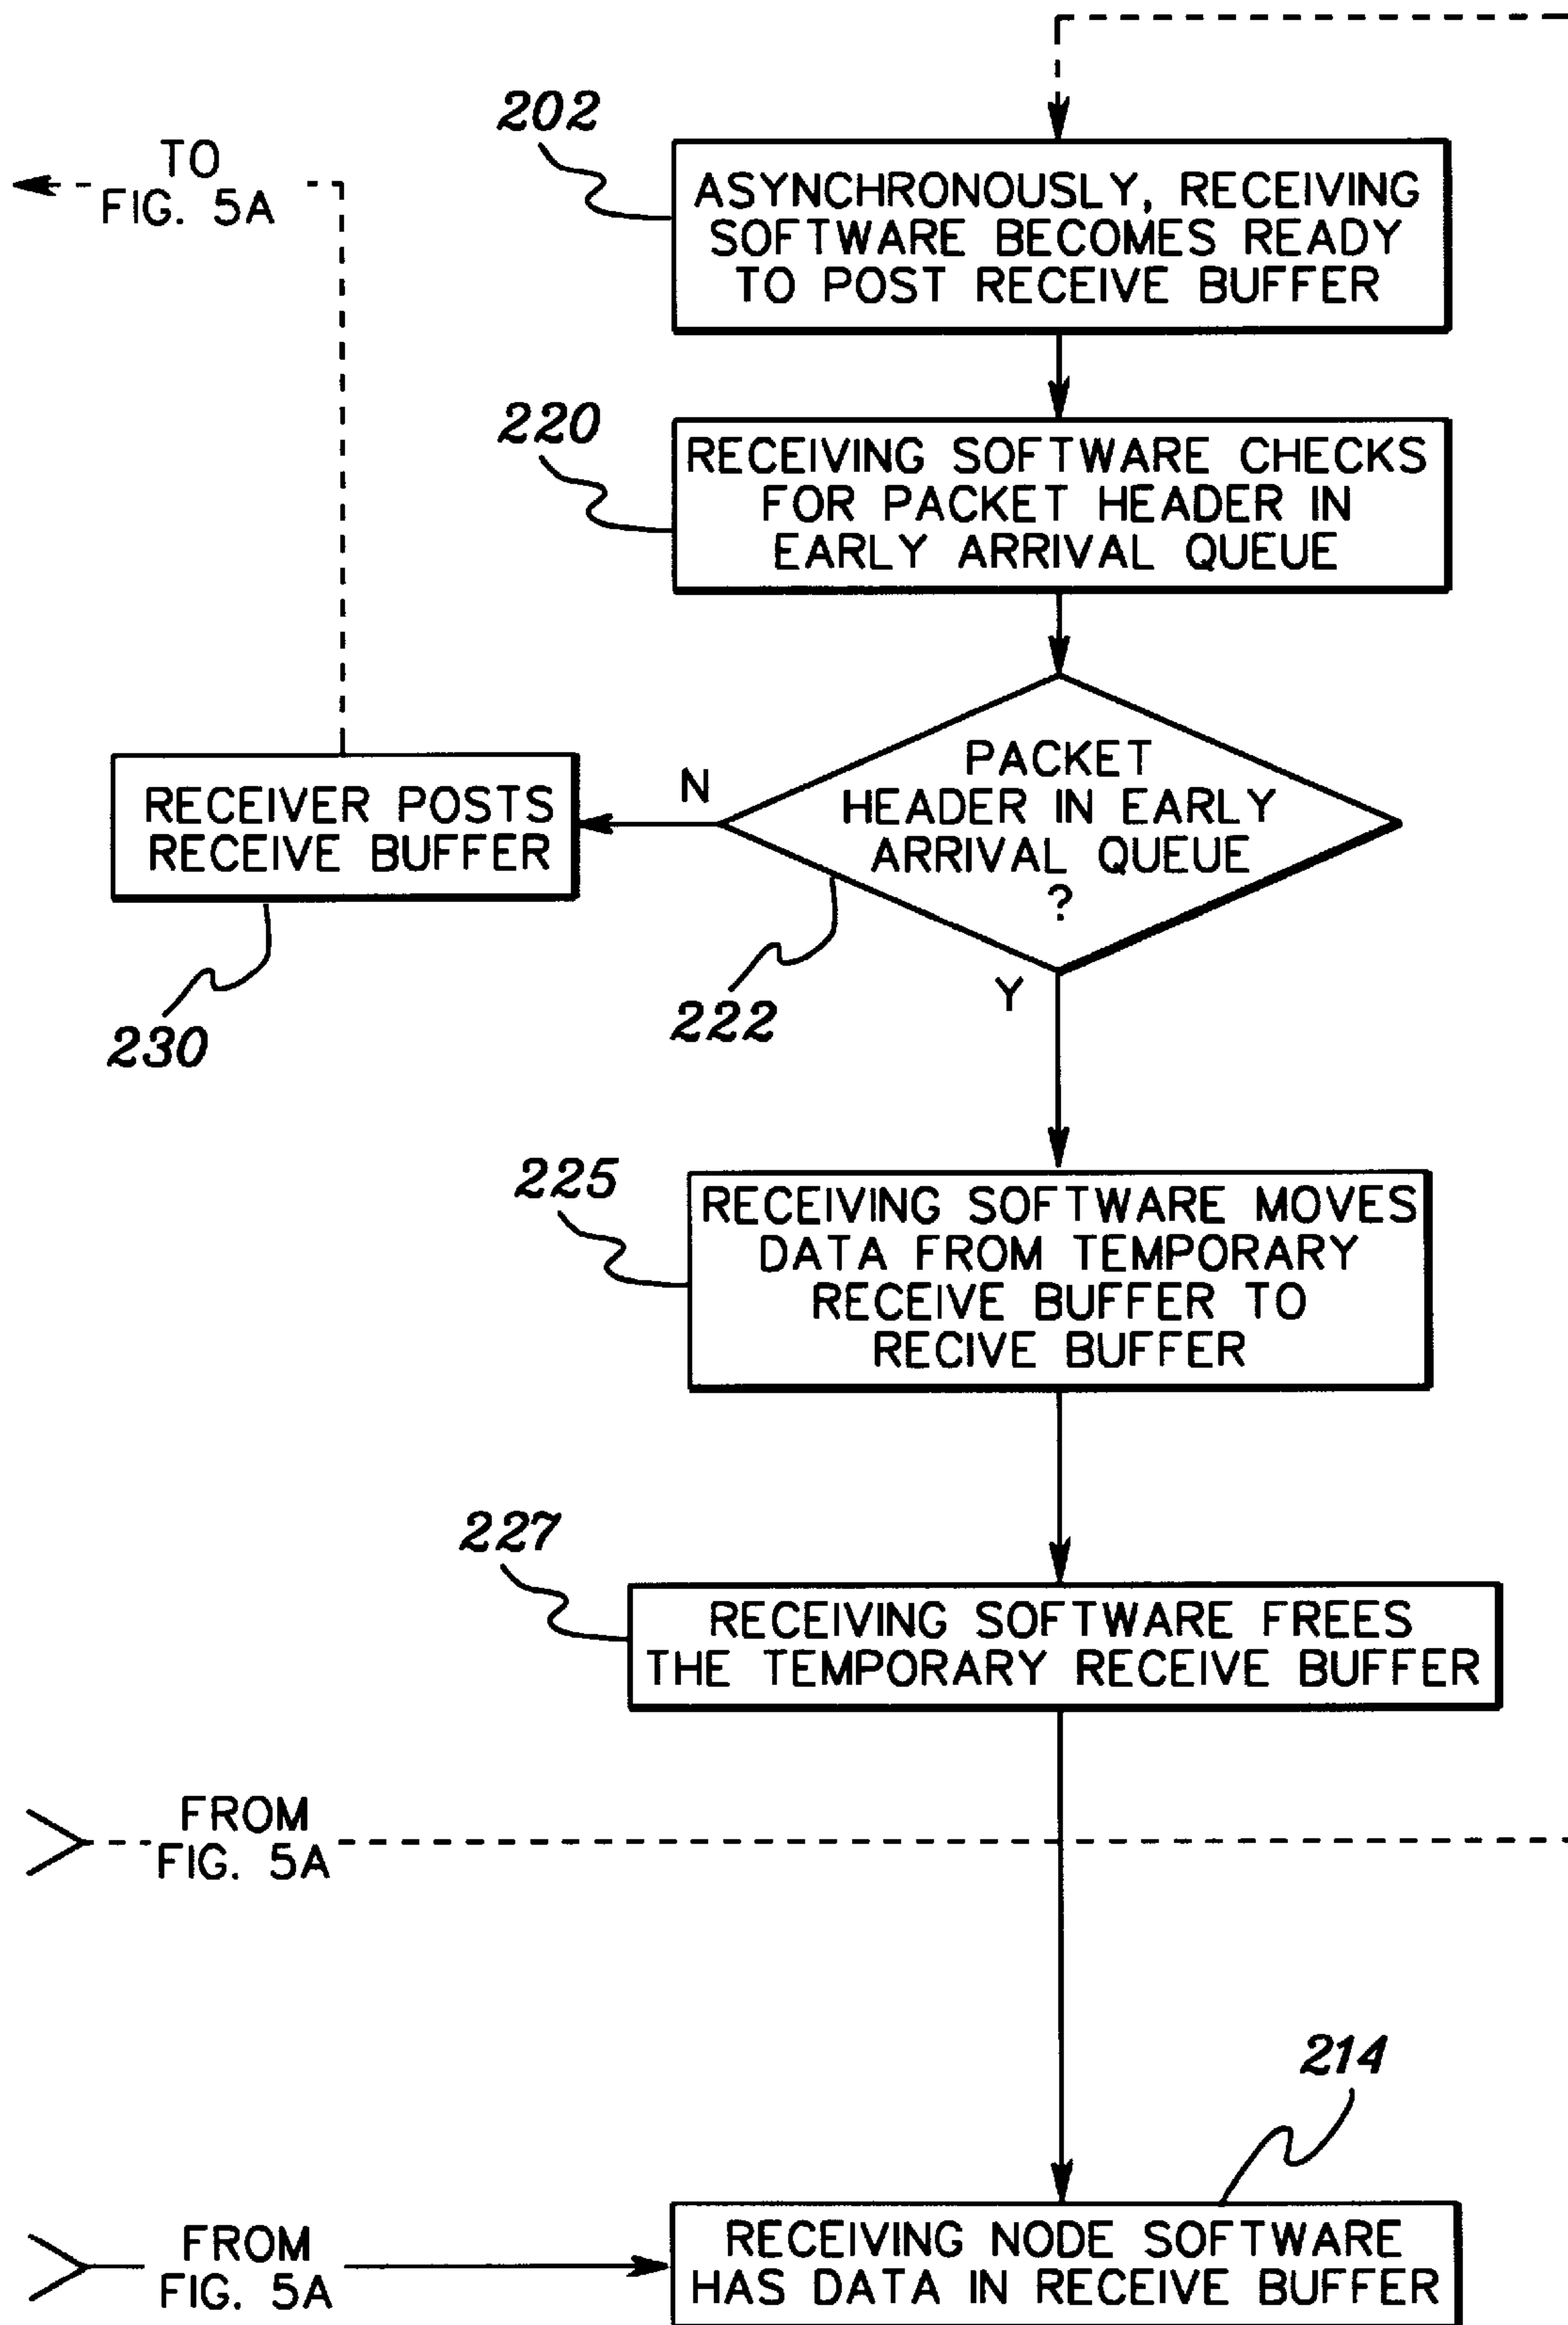 202
ASYNCHRONOUSLY, RECEIVING
SOFTWARE BECOMES READY
TO POST RECEIVE BUFFER
TO
FIG. 5A
220
RECEIVING SOFTWARE CHECKS
FOR PACKET HEADER IN
EARLY ARRIVAL QUEUE
PACKET
HEADER IN EARLY
ARRIVAL QUEUE
?
N
RECEIVER POSTS
RECEIVE BUFFER
230
222
Y
225
RECEIVING SOFTWARE MOVES
DATA FROM TEMPORARY
RECEIVE BUFFER TO
RECIVE BUFFER
227
RECEIVING SOFTWARE FREES
THE TEMPORARY RECEIVE BUFFER
FROM
FIG. 5A
214
FROM
FIG. 5A
RECEIVING NODE SOFTWARE
HAS DATA IN RECEIVE BUFFER